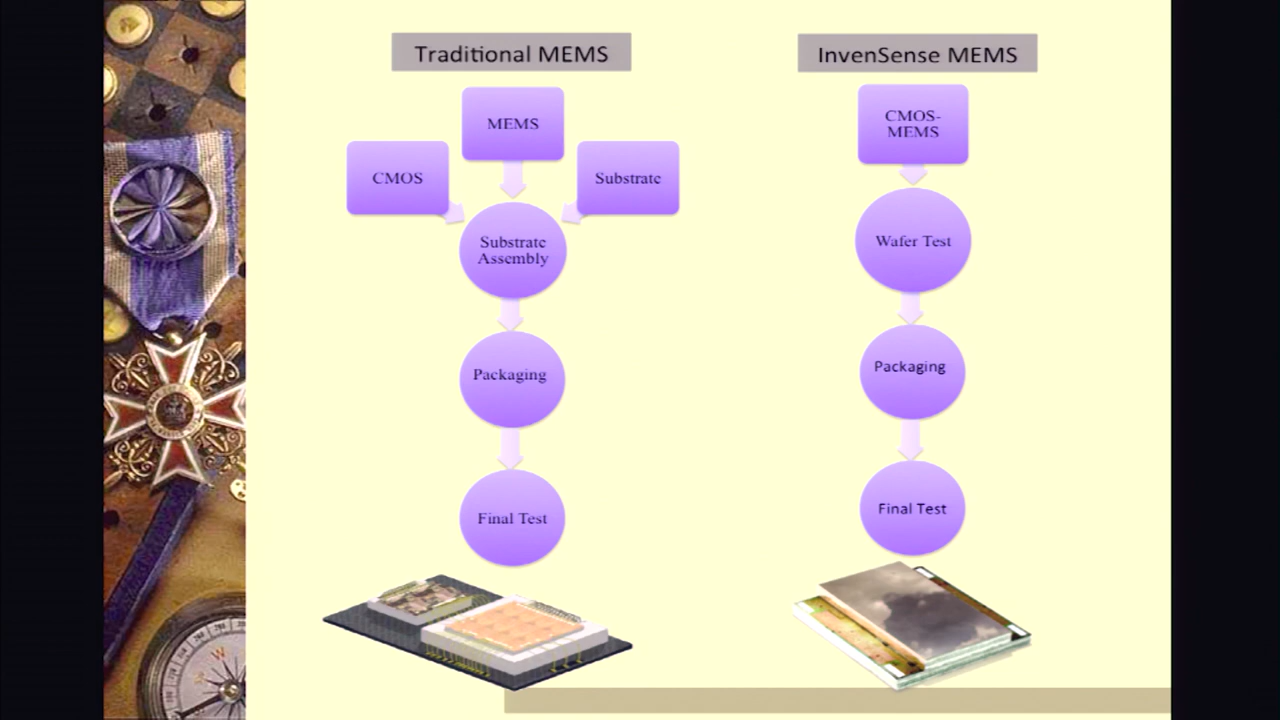 Traditional MEMS
MEMS
CMOS
Substrate
Substrate
Assembly
Packaging
Final Test
InvenSense MEMS
CMOS-
MEMS
Wafer Test
Packaging
Final Test
W